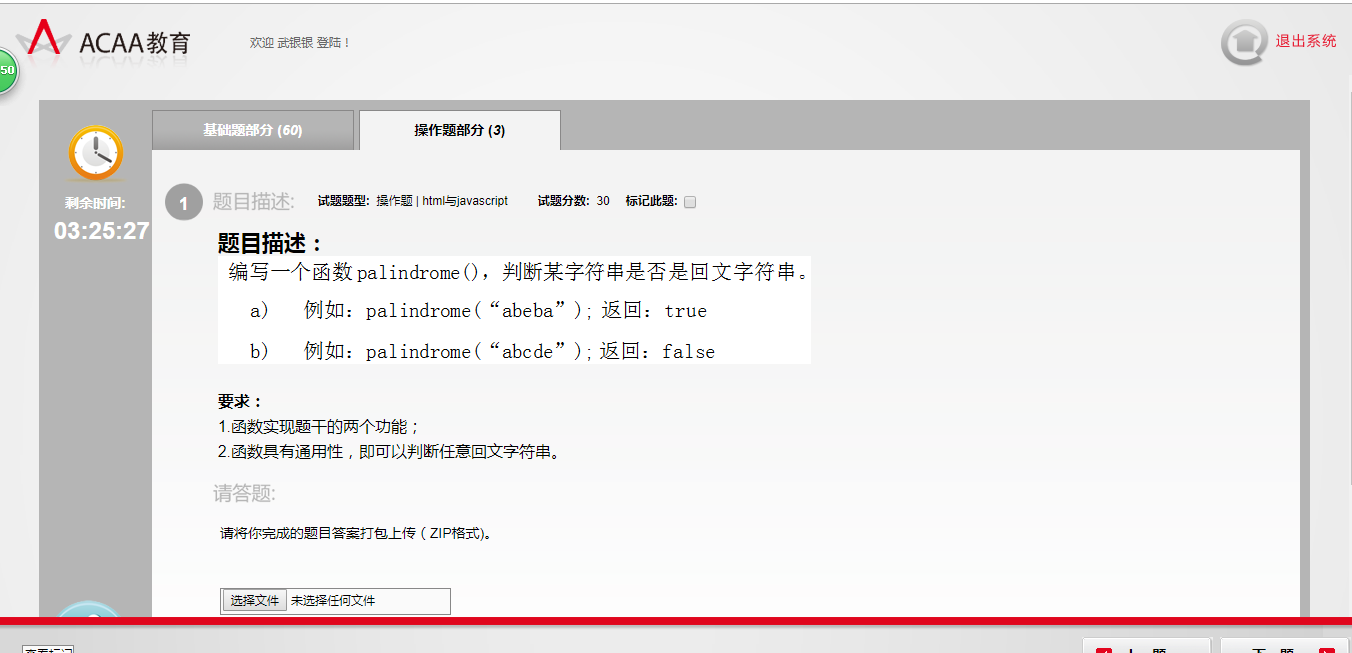 ACAA教育
欢迎 武银银 登陆！
退出系统
50
基础题部分 (60)
操作题部分 (3)
剩余时间:
03:25:27
1 题目描述: 试题题型: 操作题 | html与javascript 试题分数: 30 标记此题:
题目描述：
编写一个函数palindrome()，判断某字符串是否是回文字符串。
a) 例如：palindrome(“abeba”); 返回：true
b) 例如：palindrome(“abcde”); 返回：false
要求：
1.函数实现题干的两个功能；
2.函数具有通用性，即可以判断任意回文字符串。
请答题:
请将你完成的题目答案打包上传（ZIP格式)。
选择文件 未选择任何文件